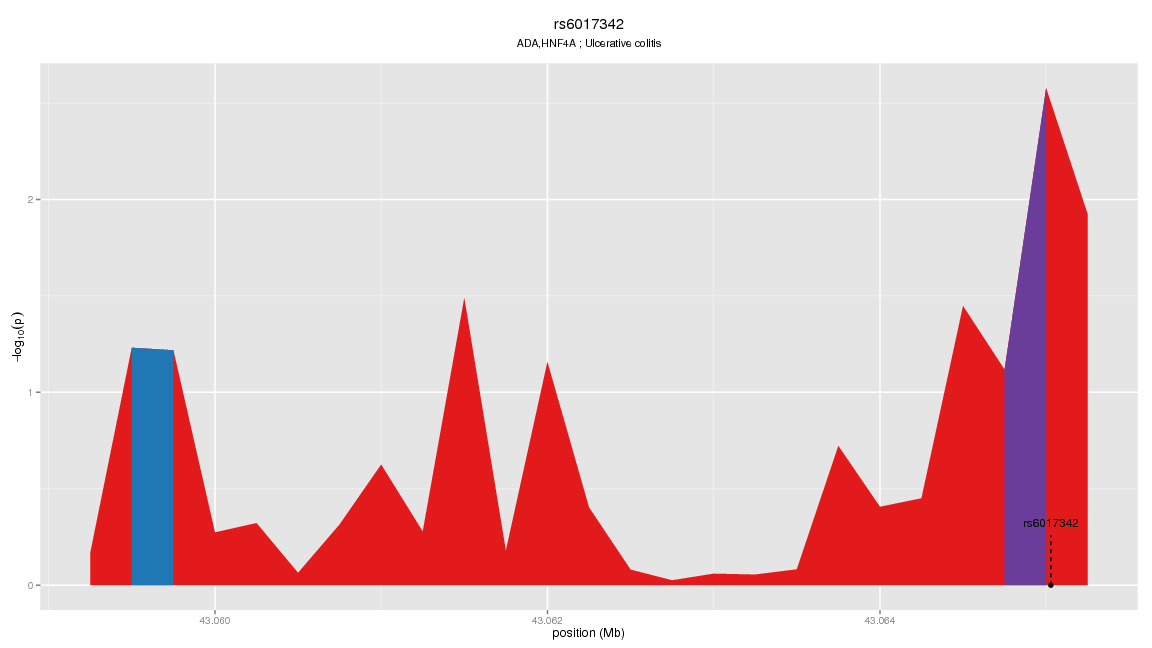 rs6017342
ADA,HNF4A ; Ulcerative colitis
−log10(p)
2
1
0
rs6017342
43.060 43.062 43.064
position (Mb)